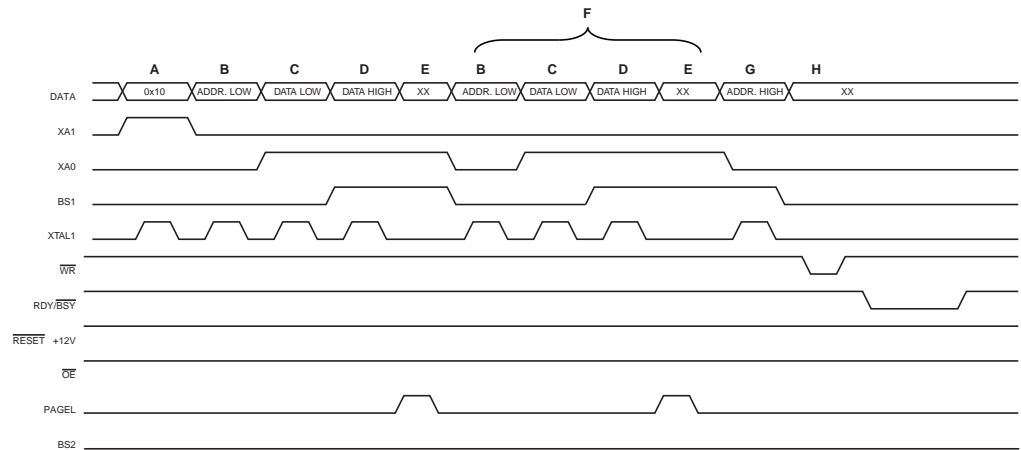 F
A B C D E B C D E G H
DATA 0x10 ADDR. LOW DATA LOW DATA HIGH XX ADDR. LOW DATA LOW DATA HIGH XX ADDR. HIGH XX
XA1
XA0
BS1
XTAL1
WR
RDY/BSY
RESET +12V
OE
PAGEL
BS2